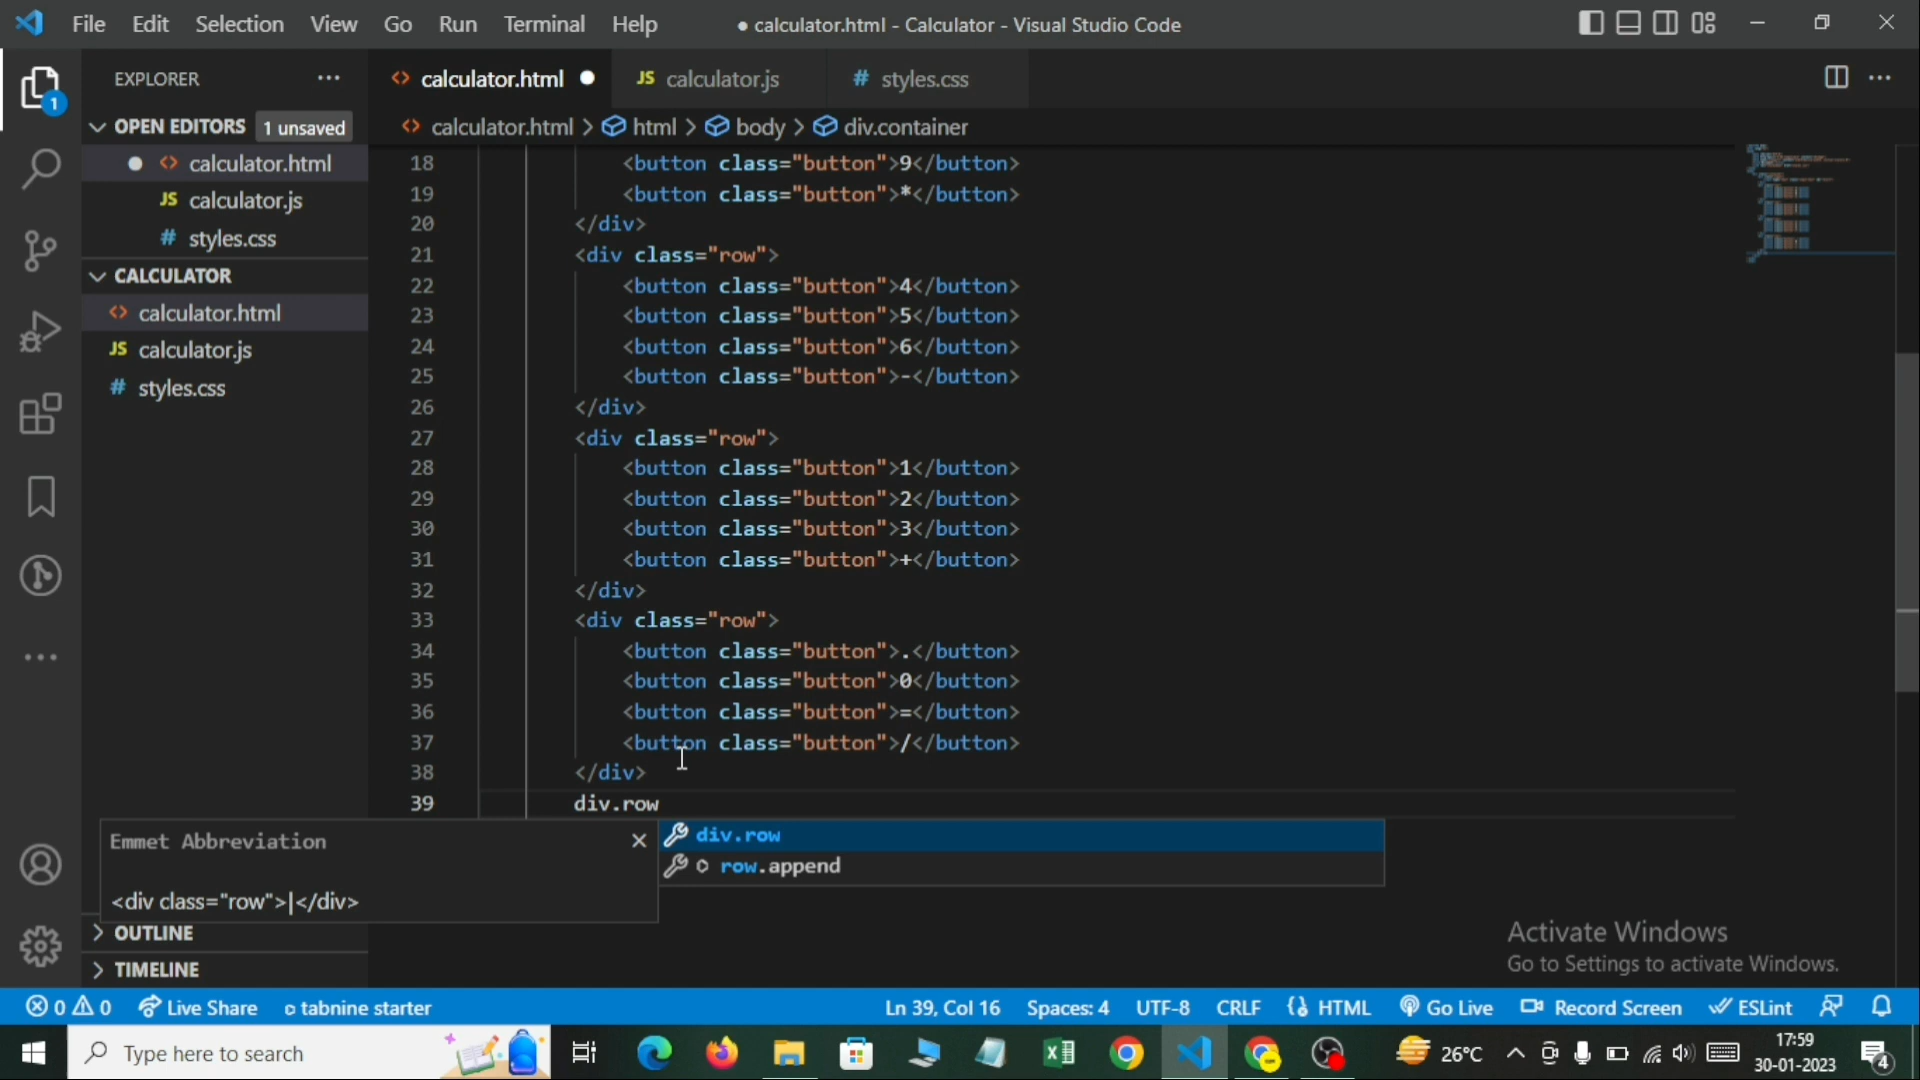 File Edit Selection View Go Run Terminal Help
● calculator.html - Calculator - Visual Studio Code
EXPLORER
OPEN EDITORS 1 unsaved
● <> calculator.html
JS calculator.js
# styles.css
CALCULATOR
<> calculator.html
JS calculator.js
# styles.css
OUTLINE
TIMELINE
1
<> calculator.html ●
JS calculator.js
# styles.css
<> calculator.html > html > body > div.container
18 <button class="button">9</button>
19 <button class="button">*</button>
20 </div>
21 <div class="row">
22 <button class="button">4</button>
23 <button class="button">5</button>
24 <button class="button">6</button>
25 <button class="button">-</button>
26 </div>
27 <div class="row">
28 <button class="button">1</button>
29 <button class="button">2</button>
30 <button class="button">3</button>
31 <button class="button">+</button>
32 </div>
33 <div class="row">
34 <button class="button">.</button>
35 <button class="button">0</button>
36 <button class="button">=</button>
37 <button class="button">/</button>
38 </div>
39 div.row
Emmet Abbreviation
<div class="row">|</div>
div.row
row.append
Activate Windows
Go to Settings to activate Windows.
0 0 Live Share tabnine starter
Ln 39, Col 16 Spaces: 4 UTF-8 CRLF HTML Go Live Record Screen ESLint
Type here to search
26°C
17:59
30-01-2023
4